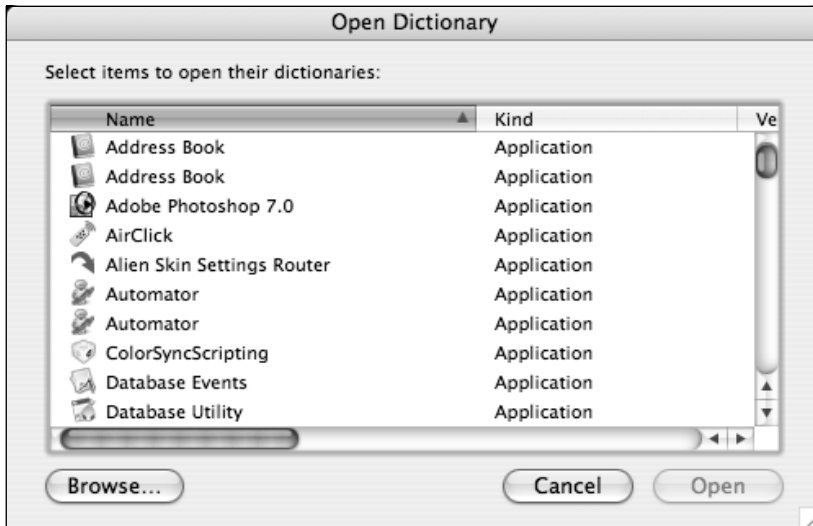 Open Dictionary
Select items to open their dictionaries:
Name Kind Ve
Address Book Application
Address Book Application
Adobe Photoshop 7.0 Application
AirClick Application
Alien Skin Settings Router Application
Automator Application
Automator Application
ColorSyncScripting Application
Database Events Application
Database Utility Application
Browse... Cancel Open